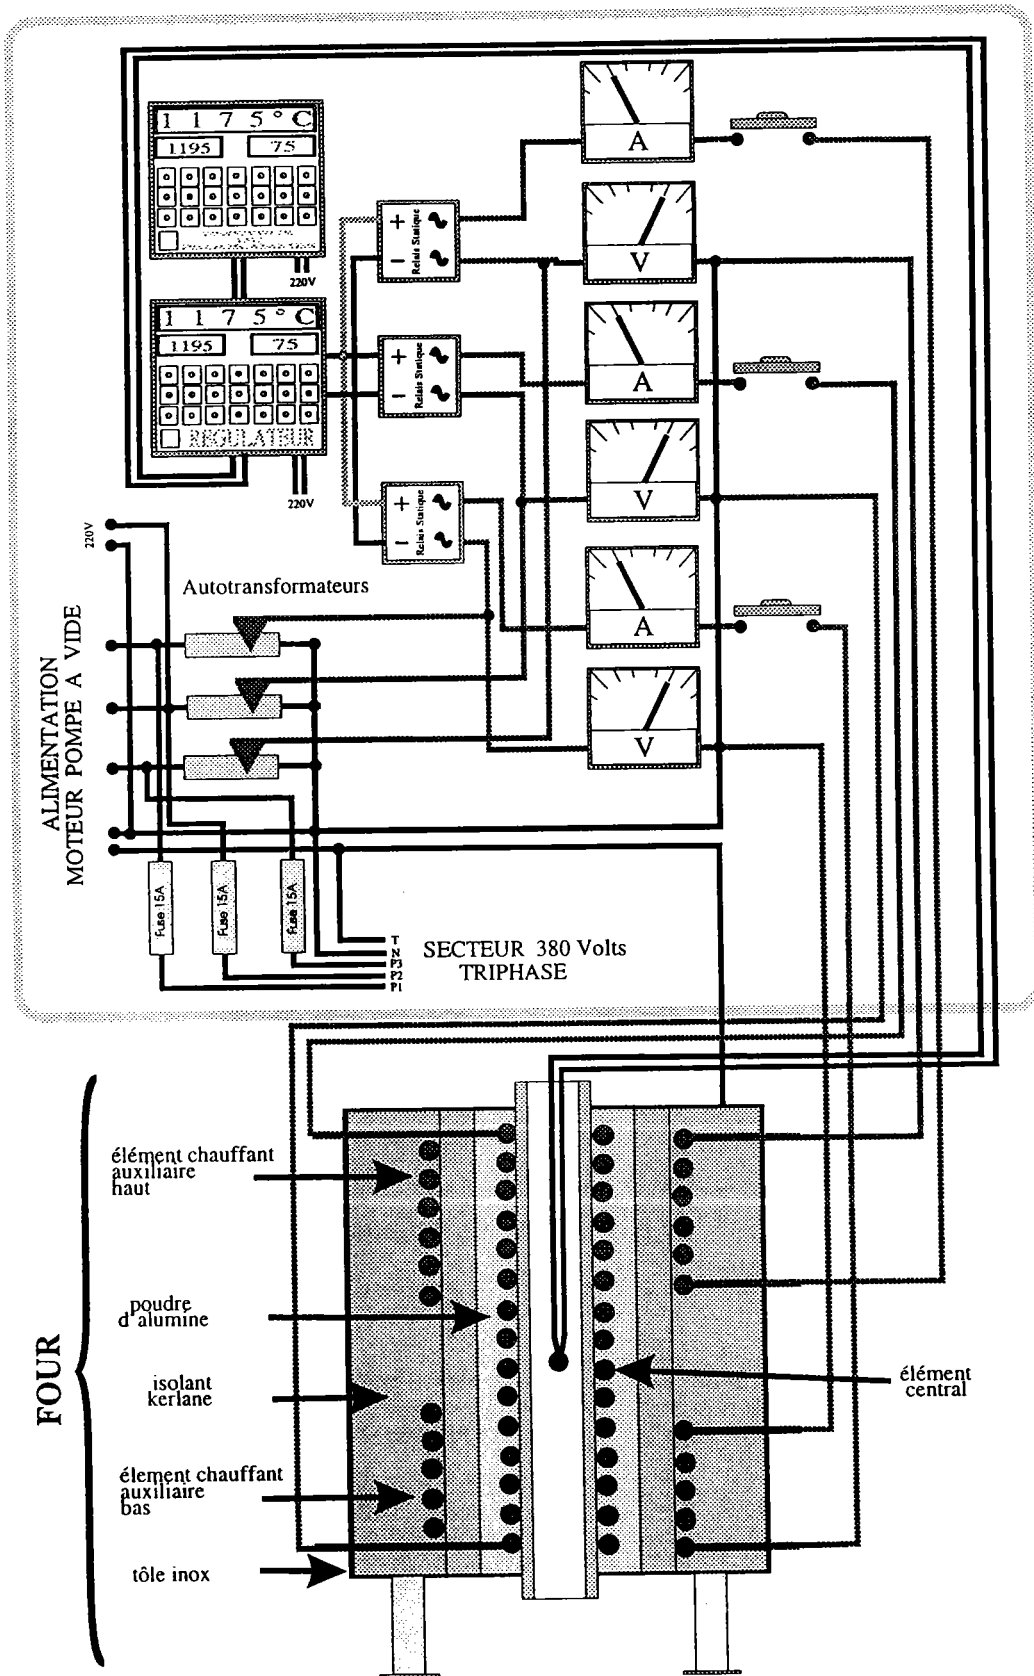 1 1 7 5 ° C
1195
75
220V
1 1 7 5 ° C
1195
75
REGULATEUR
220V
+
−
Relais Statique
+
−
Relais Statique
+
−
Relais Statique
A
V
A
V
A
V
220V
Autotransformateurs
ALIMENTATION
MOTEUR POMPE A VIDE
Fuse 15A
Fuse 15A
Fuse 15A
T
N
P3
P2
P1
SECTEUR 380 Volts
TRIPHASE
FOUR
élément chauffant
auxiliaire
haut
poudre
d'alumine
isolant
kerlane
élement chauffant
auxiliaire
bas
tôle inox
élément
central